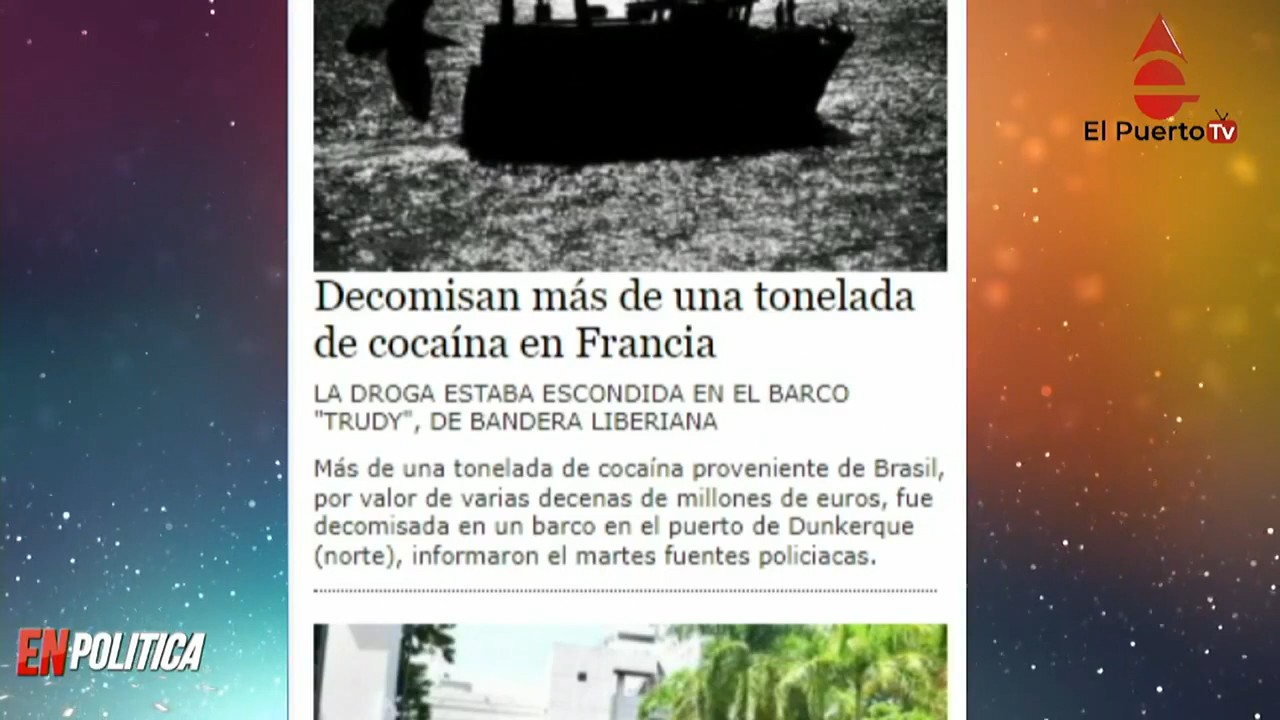 El Puerto Tv
Decomisan más de una tonelada
de cocaína en Francia
LA DROGA ESTABA ESCONDIDA EN EL BARCO
"TRUDY", DE BANDERA LIBERIANA
Más de una tonelada de cocaína proveniente de Brasil,
por valor de varias decenas de millones de euros, fue
decomisada en un barco en el puerto de Dunkerque
(norte), informaron el martes fuentes policiacas.
EN POLITICA